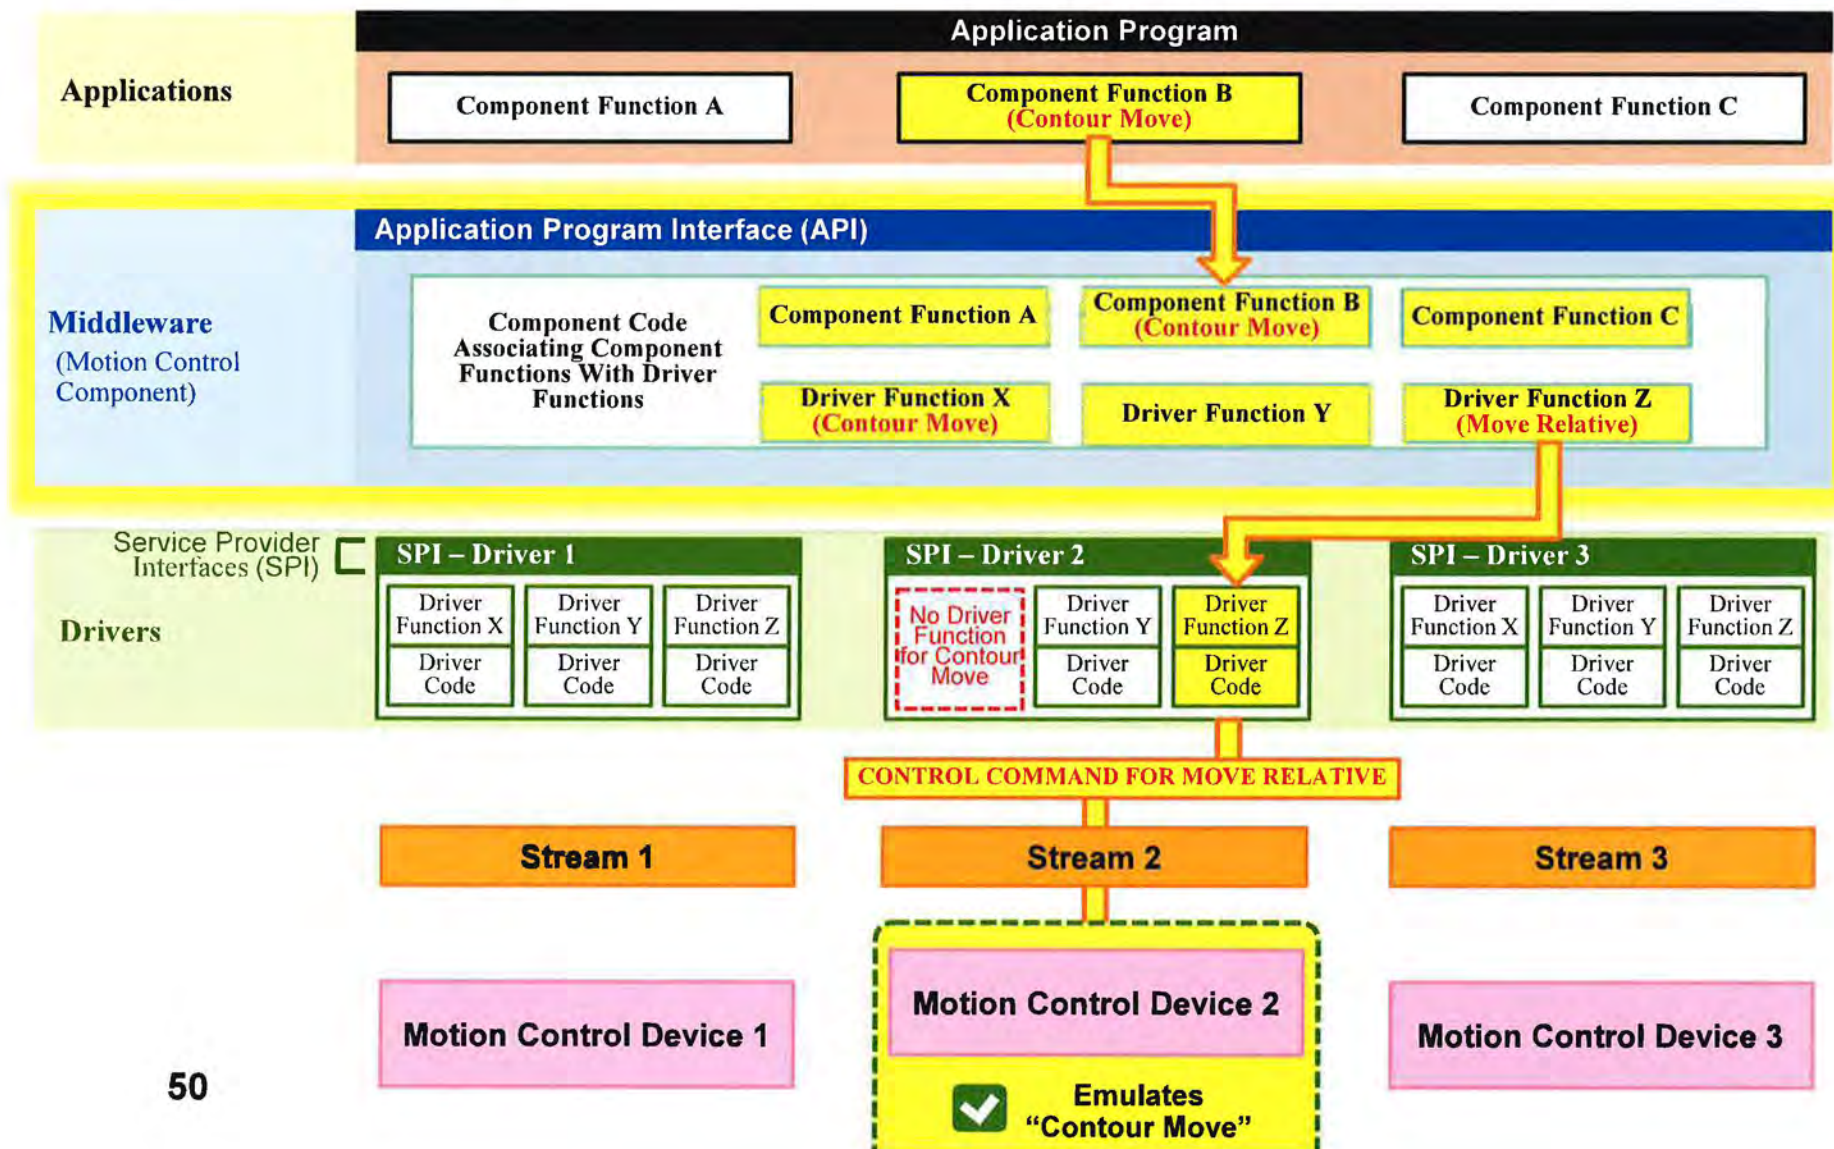 Application Program
Applications
Component Function A
Component Function B
(Contour Move)
Component Function C
Application Program Interface (API)
Middleware
(Motion Control
Component)
Component Code
Associating Component
Functions With Driver
Functions
Component Function A
Component Function B
(Contour Move)
Component Function C
Driver Function X
(Contour Move)
Driver Function Y
Driver Function Z
(Move Relative)
Service Provider
Interfaces (SPI)
Drivers
SPI – Driver 1
Driver
Function X
Driver
Function Y
Driver
Function Z
Driver
Code
Driver
Code
Driver
Code
SPI – Driver 2
No Driver
Function
for Contour
Move
Driver
Function Y
Driver
Function Z
Driver
Code
Driver
Code
SPI – Driver 3
Driver
Function X
Driver
Function Y
Driver
Function Z
Driver
Code
Driver
Code
Driver
Code
CONTROL COMMAND FOR MOVE RELATIVE
Stream 1
Stream 2
Stream 3
Motion Control Device 1
Motion Control Device 2
Motion Control Device 3
Emulates
“Contour Move”
50